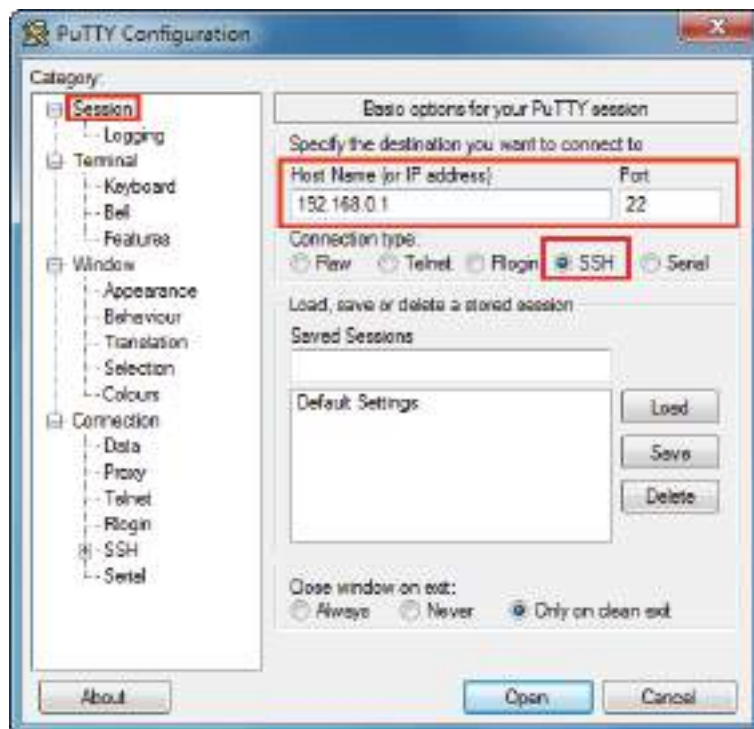 PuTTY Configuration
Category:
Session
Logging
Terminal
Keyboard
Bell
Features
Window
Appearance
Behaviour
Translation
Selection
Colours
Connection
Data
Proxy
Telnet
Rlogin
SSH
Serial
Basic options for your PuTTY session
Specify the destination you want to connect to
Host Name (or IP address) Port
192.168.0.1 22
Connection type:
Raw Telnet Rlogin SSH Serial
Load, save or delete a stored session
Saved Sessions
Default Settings
Load
Save
Delete
Close window on exit:
Always Never Only on clean exit
About Open Cancel